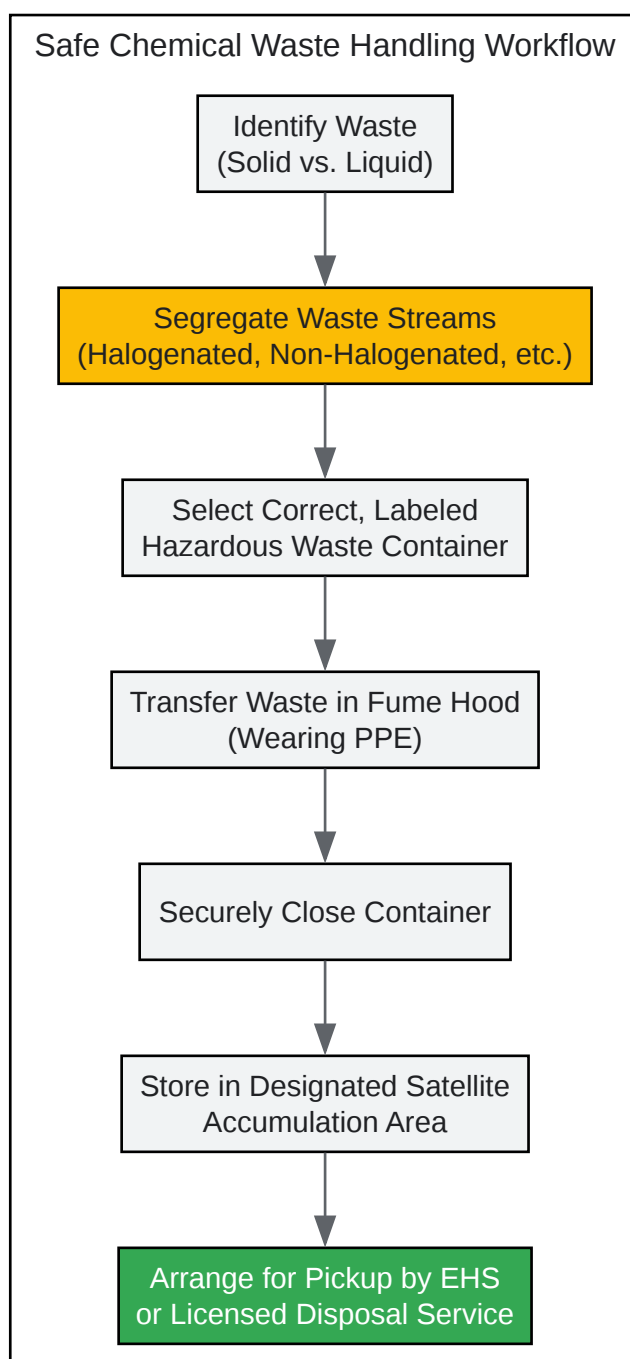 Safe Chemical Waste Handling Workflow
Identify Waste
(Solid vs. Liquid)
Segregate Waste Streams
(Halogenated, Non-Halogenated, etc.)
Select Correct, Labeled
Hazardous Waste Container
Transfer Waste in Fume Hood
(Wearing PPE)
Securely Close Container
Store in Designated Satellite
Accumulation Area
Arrange for Pickup by EHS
or Licensed Disposal Service